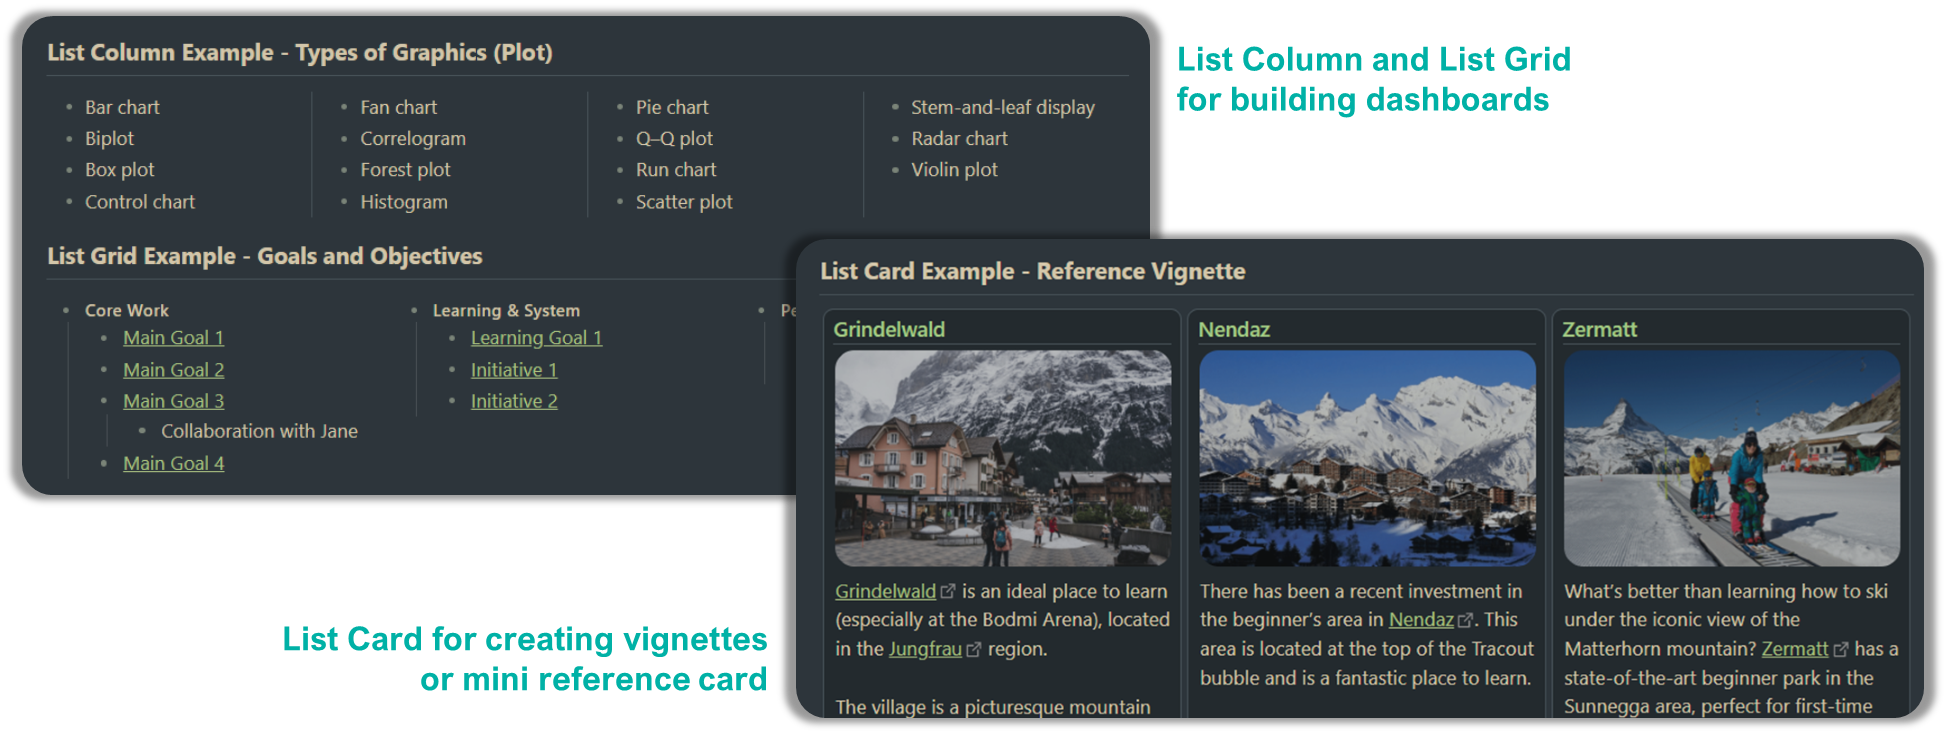 List Column Example - Types of Graphics (Plot)
Bar chart
Biplot
Box plot
Control chart
Fan chart
Correlogram
Forest plot
Histogram
Pie chart
Q–Q plot
Run chart
Scatter plot
Stem-and-leaf display
Radar chart
Violin plot
List Column and List Grid
for building dashboards
List Grid Example - Goals and Objectives
Core Work
Main Goal 1
Main Goal 2
Main Goal 3
Collaboration with Jane
Main Goal 4
Learning & System
Learning Goal 1
Initiative 1
Initiative 2
List Card Example - Reference Vignette
Grindelwald
Grindelwald is an ideal place to learn
(especially at the Bodmi Arena), located
in the Jungfrau region.
The village is a picturesque mountain
Nendaz
There has been a recent investment in
the beginner’s area in Nendaz. This
area is located at the top of the Tracout
bubble and is a fantastic place to learn.
Zermatt
What’s better than learning how to ski
under the iconic view of the
Matterhorn mountain? Zermatt has a
state-of-the-art beginner park in the
Sunnegga area, perfect for first-time
List Card for creating vignettes
or mini reference card